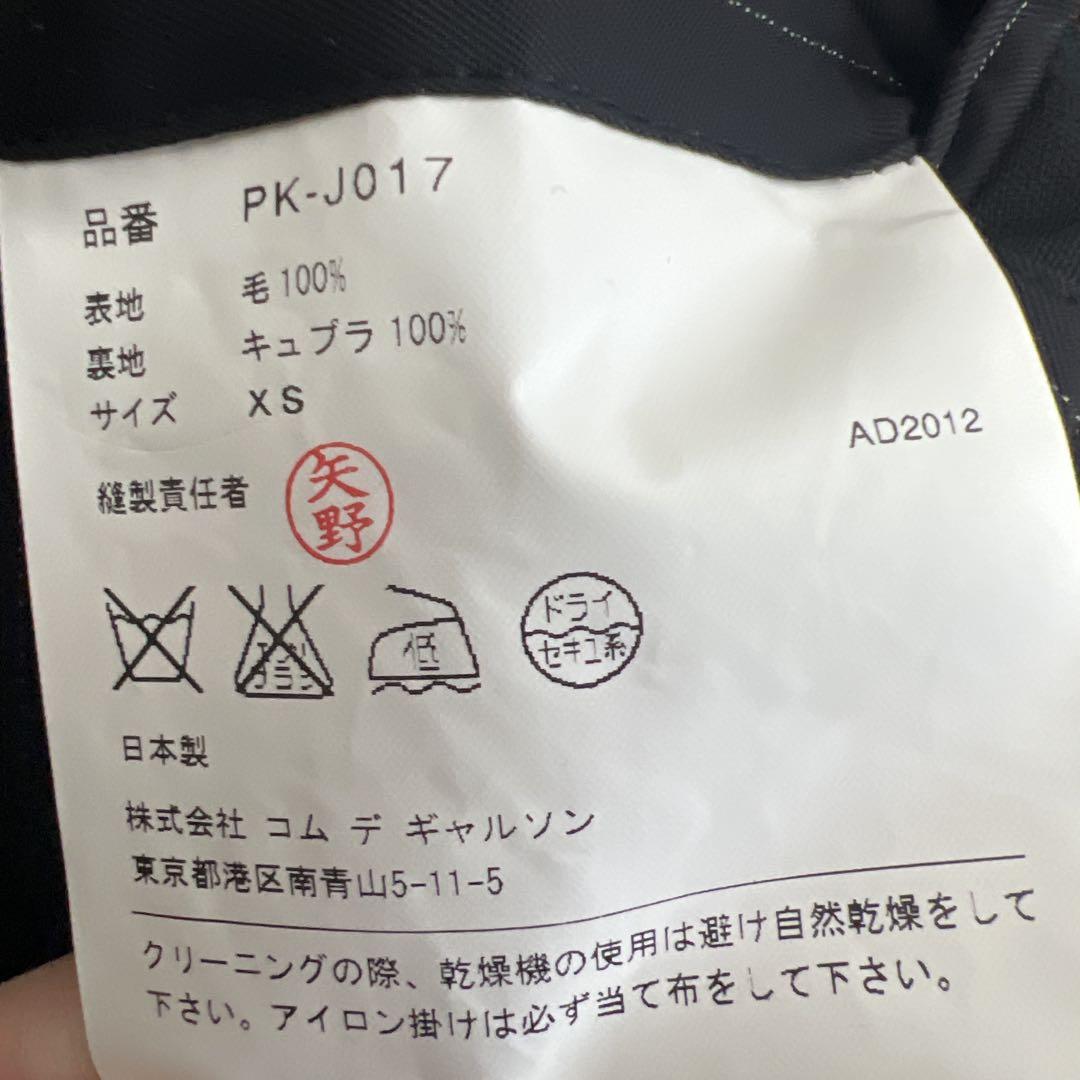 品番 PK-J017
表地 毛 100%
裏地 キュプラ 100%
サイズ XS
AD2012
縫製責任者 矢野
低
ドライ
セキユ系
日本製
株式会社 コム デ ギャルソン
東京都港区南青山5-11-5
クリーニングの際、乾燥機の使用は避け自然乾燥をして
下さい。アイロン掛けは必ず当て布をして下さい。